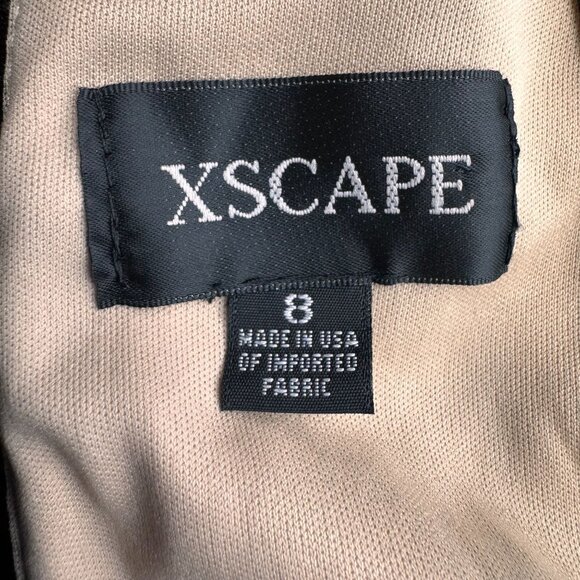 XSCAPE
8
MADE IN USA
OF IMPORTED
FABRIC